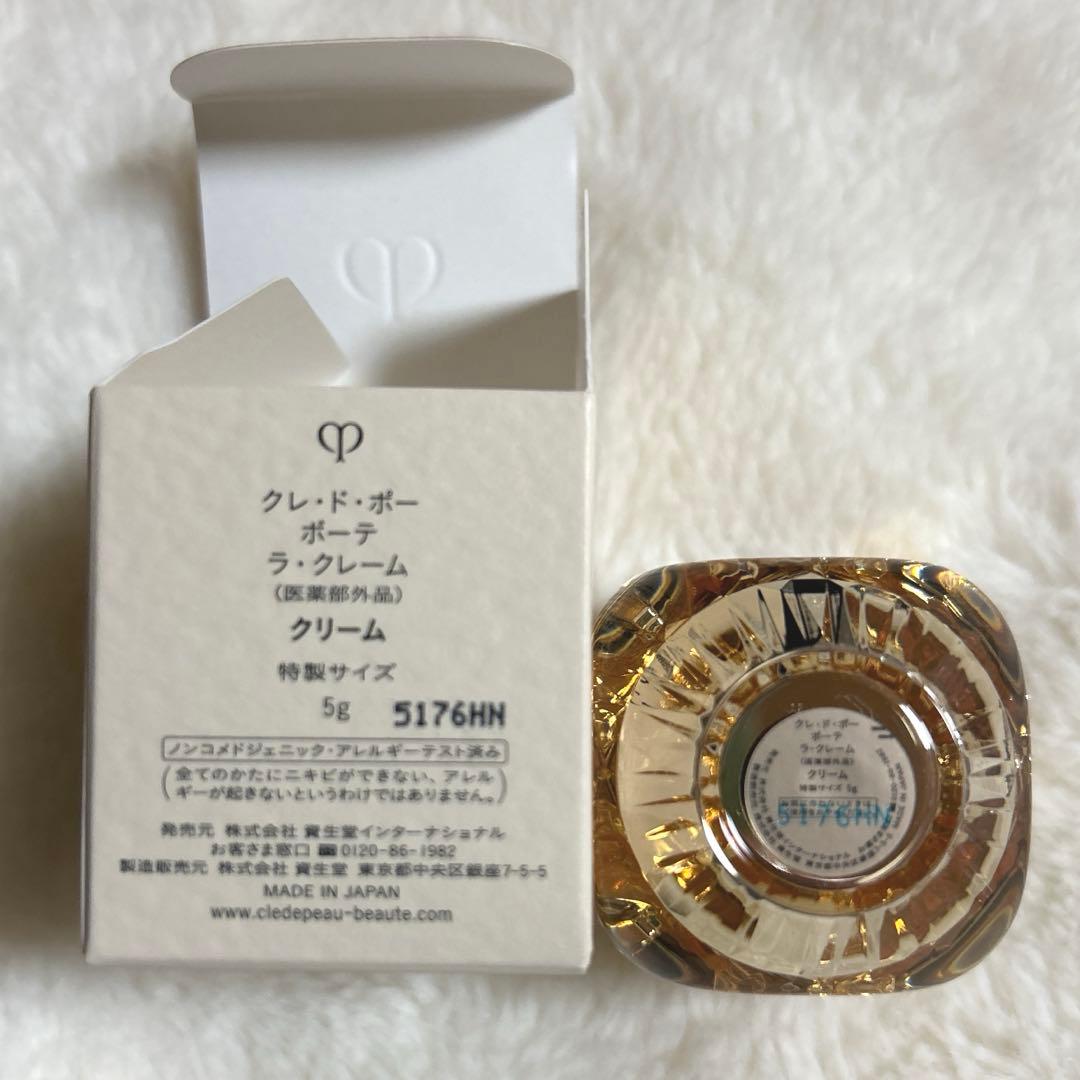 クレ・ド・ポー
ボーテ
ラ・クレーム
（医薬部外品）
クリーム
特製サイズ
5g 5176HN
ノンコメドジェニック・アレルギーテスト済み
（全てのかたにニキビができない、アレル
ギーが起きないというわけではありません。）
発売元 株式会社 資生堂インターナショナル
お客さま窓口 ☎0120-86-1982
製造販売元 株式会社 資生堂 東京都中央区銀座7-5-5
MADE IN JAPAN
www.cledepeau-beaute.com
クレ・ド・ポー
ボーテ
ラ・クレーム
（医薬部外品）
クリーム
特製サイズ 5g
5176HN